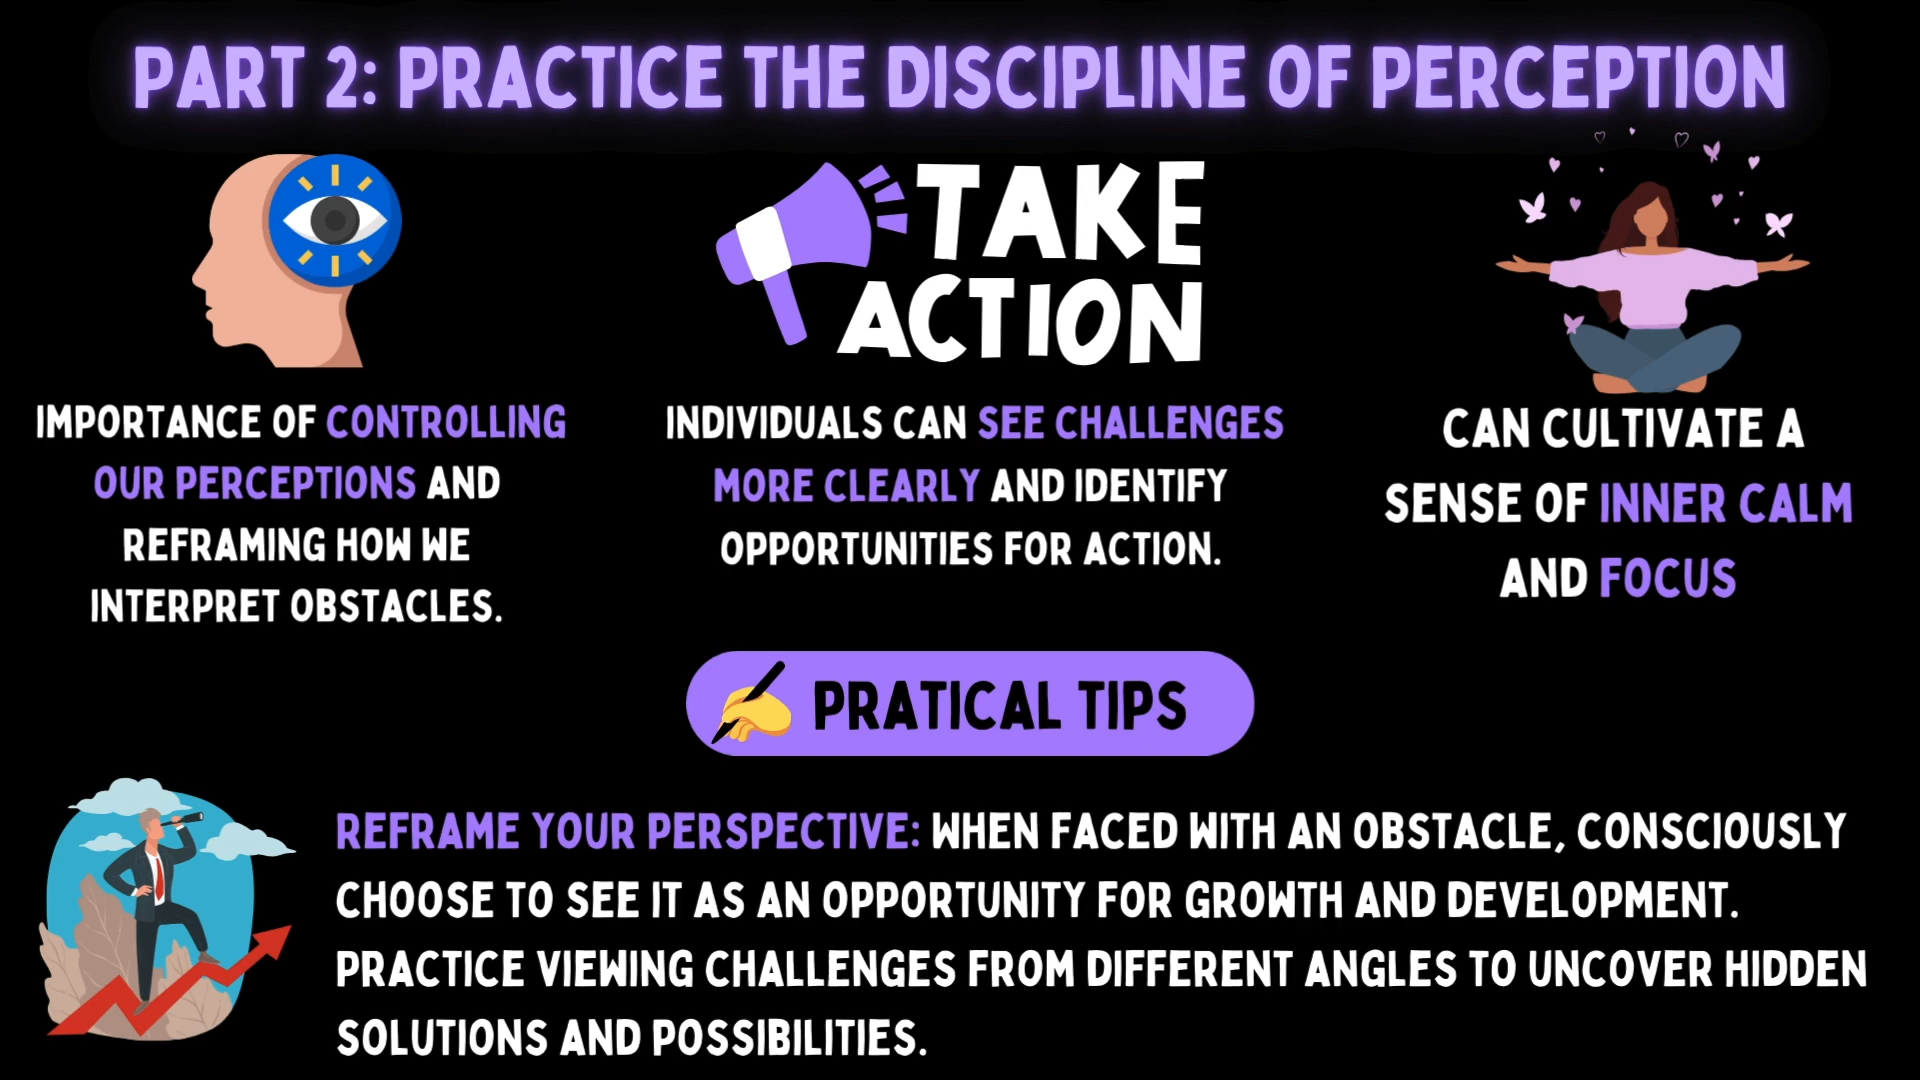 PART 2: PRACTICE THE DISCIPLINE OF PERCEPTION
TAKE
ACTION
IMPORTANCE OF CONTROLLING
OUR PERCEPTIONS AND
REFRAMING HOW WE
INTERPRET OBSTACLES.
INDIVIDUALS CAN SEE CHALLENGES
MORE CLEARLY AND IDENTIFY
OPPORTUNITIES FOR ACTION.
CAN CULTIVATE A
SENSE OF INNER CALM
AND FOCUS
PRATICAL TIPS
REFRAME YOUR PERSPECTIVE: WHEN FACED WITH AN OBSTACLE, CONSCIOUSLY
CHOOSE TO SEE IT AS AN OPPORTUNITY FOR GROWTH AND DEVELOPMENT.
PRACTICE VIEWING CHALLENGES FROM DIFFERENT ANGLES TO UNCOVER HIDDEN
SOLUTIONS AND POSSIBILITIES.